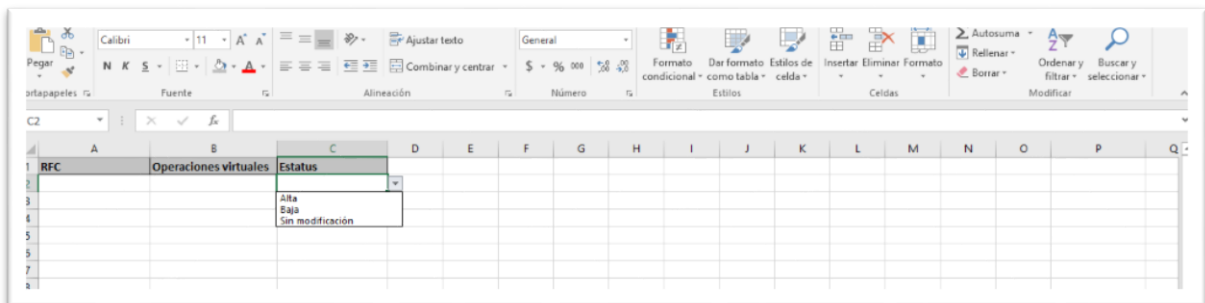 Calibri 11 A A Ajustar texto General Autosuma
Pegar N K S A Combinar y centrar $ % 000 Formato condicional Dar formato como tabla Estilos de celda Insertar Eliminar Formato Rellenar Borrar Ordenar y filtrar Buscar y seleccionar
ortapapeles Fuente Alineación Número Estilos Celdas Modificar
C2 fx
A B C D E F G H I J K L M N O P Q
1 RFC Operaciones virtuales Estatus
2
3 Alta
Baja
4 Sin modificación
5
6
7
8